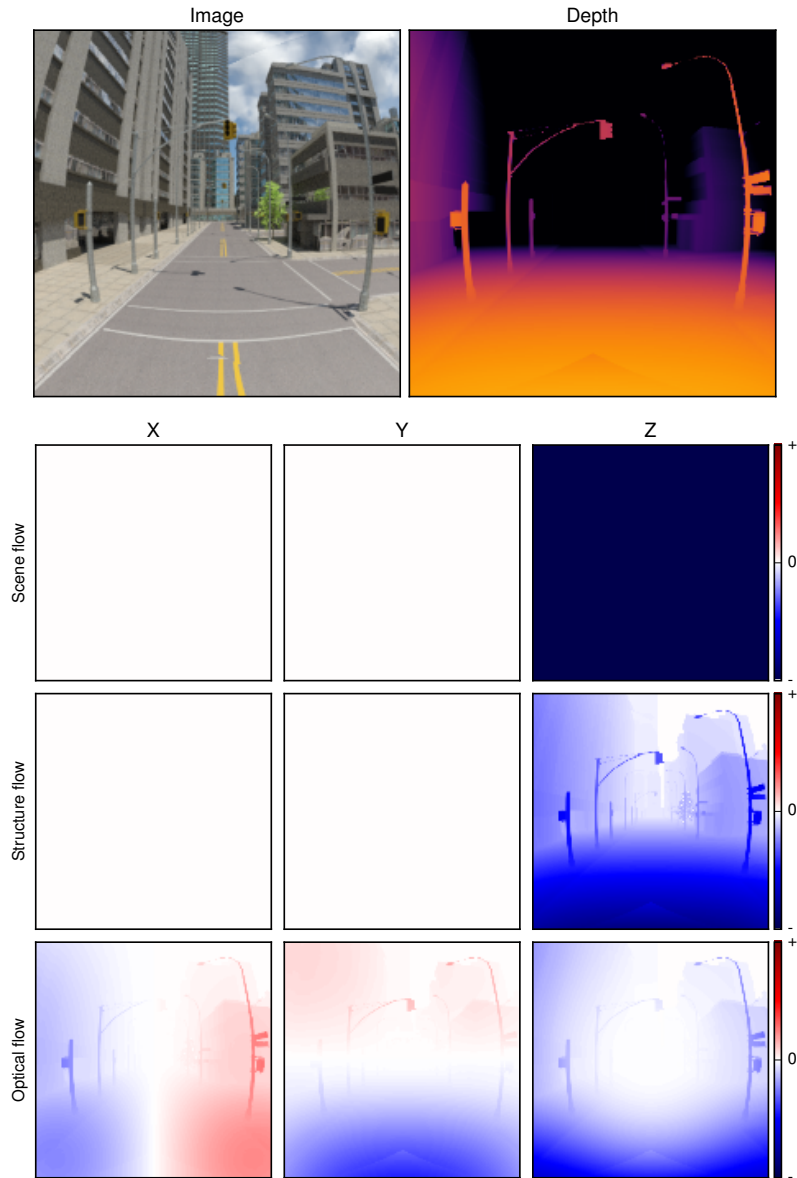 Image Depth
X Y Z
Scene flow
+
0
-
Structure flow
+
0
-
Optical flow
+
0
-